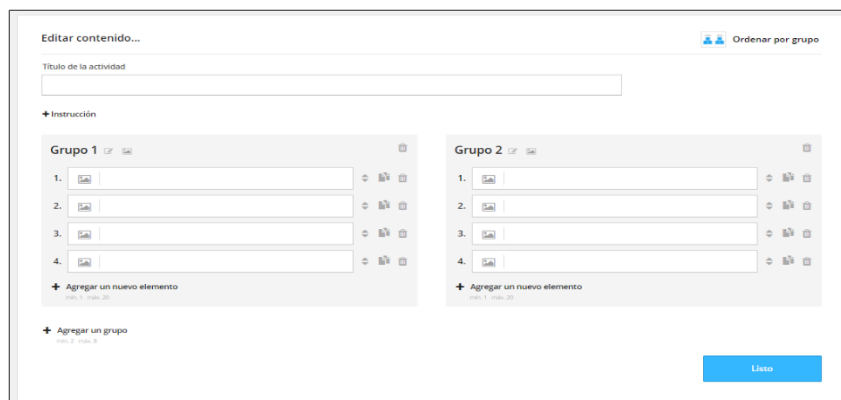 Editar contenido...
Ordenar por grupo
Título de la actividad
+ Instrucción
Grupo 1
1.
2.
3.
4.
+ Agregar un nuevo elemento
mín. 1 máx. 20
Grupo 2
1.
2.
3.
4.
+ Agregar un nuevo elemento
mín. 1 máx. 20
+ Agregar un grupo
mín. 2 máx. 8
Listo